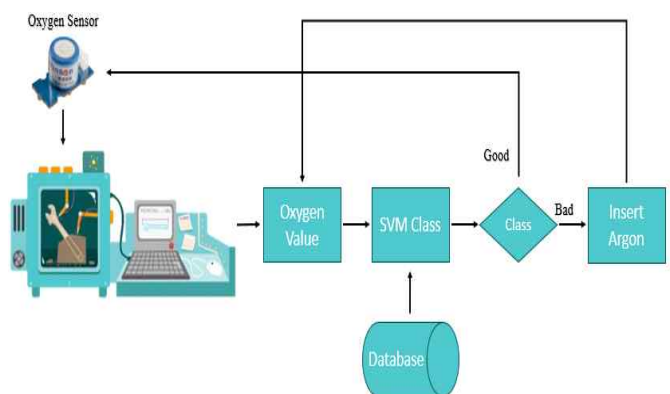 Oxygen Sensor
Good
Oxygen
Value
SVM Class
Class
Bad
Insert
Argon
Database